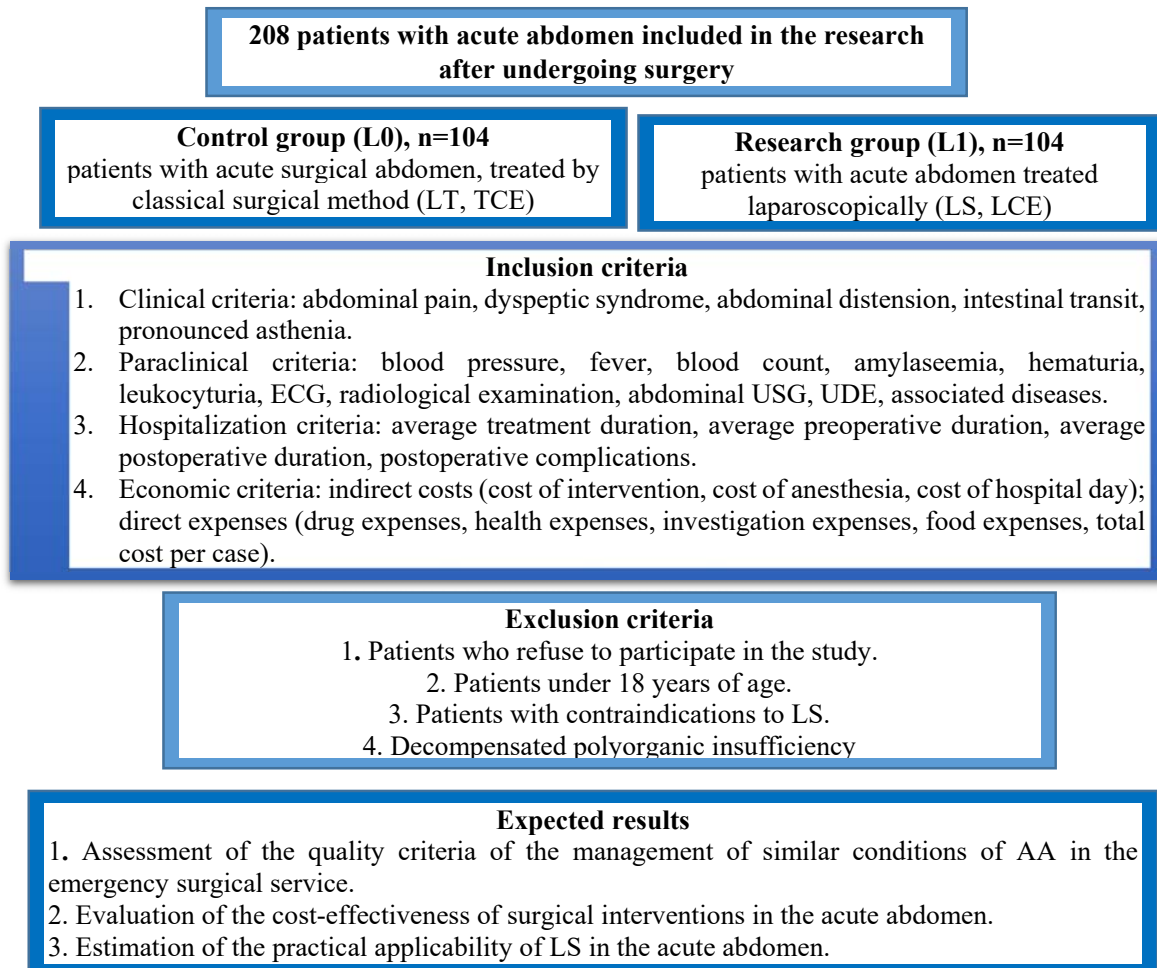 208 patients with acute abdomen included in the research
after undergoing surgery
Control group (L0), n=104
patients with acute surgical abdomen, treated by
classical surgical method (LT, TCE)
Research group (L1), n=104
patients with acute abdomen treated
laparoscopically (LS, LCE)
Inclusion criteria
1. Clinical criteria: abdominal pain, dyspeptic syndrome, abdominal distension, intestinal transit,
pronounced asthenia.
2. Paraclinical criteria: blood pressure, fever, blood count, amylaseemia, hematuria,
leukocyturia, ECG, radiological examination, abdominal USG, UDE, associated diseases.
3. Hospitalization criteria: average treatment duration, average preoperative duration, average
postoperative duration, postoperative complications.
4. Economic criteria: indirect costs (cost of intervention, cost of anesthesia, cost of hospital day);
direct expenses (drug expenses, health expenses, investigation expenses, food expenses, total
cost per case).
Exclusion criteria
1. Patients who refuse to participate in the study.
2. Patients under 18 years of age.
3. Patients with contraindications to LS.
4. Decompensated polyorganic insufficiency
Expected results
1. Assessment of the quality criteria of the management of similar conditions of AA in the
emergency surgical service.
2. Evaluation of the cost-effectiveness of surgical interventions in the acute abdomen.
3. Estimation of the practical applicability of LS in the acute abdomen.